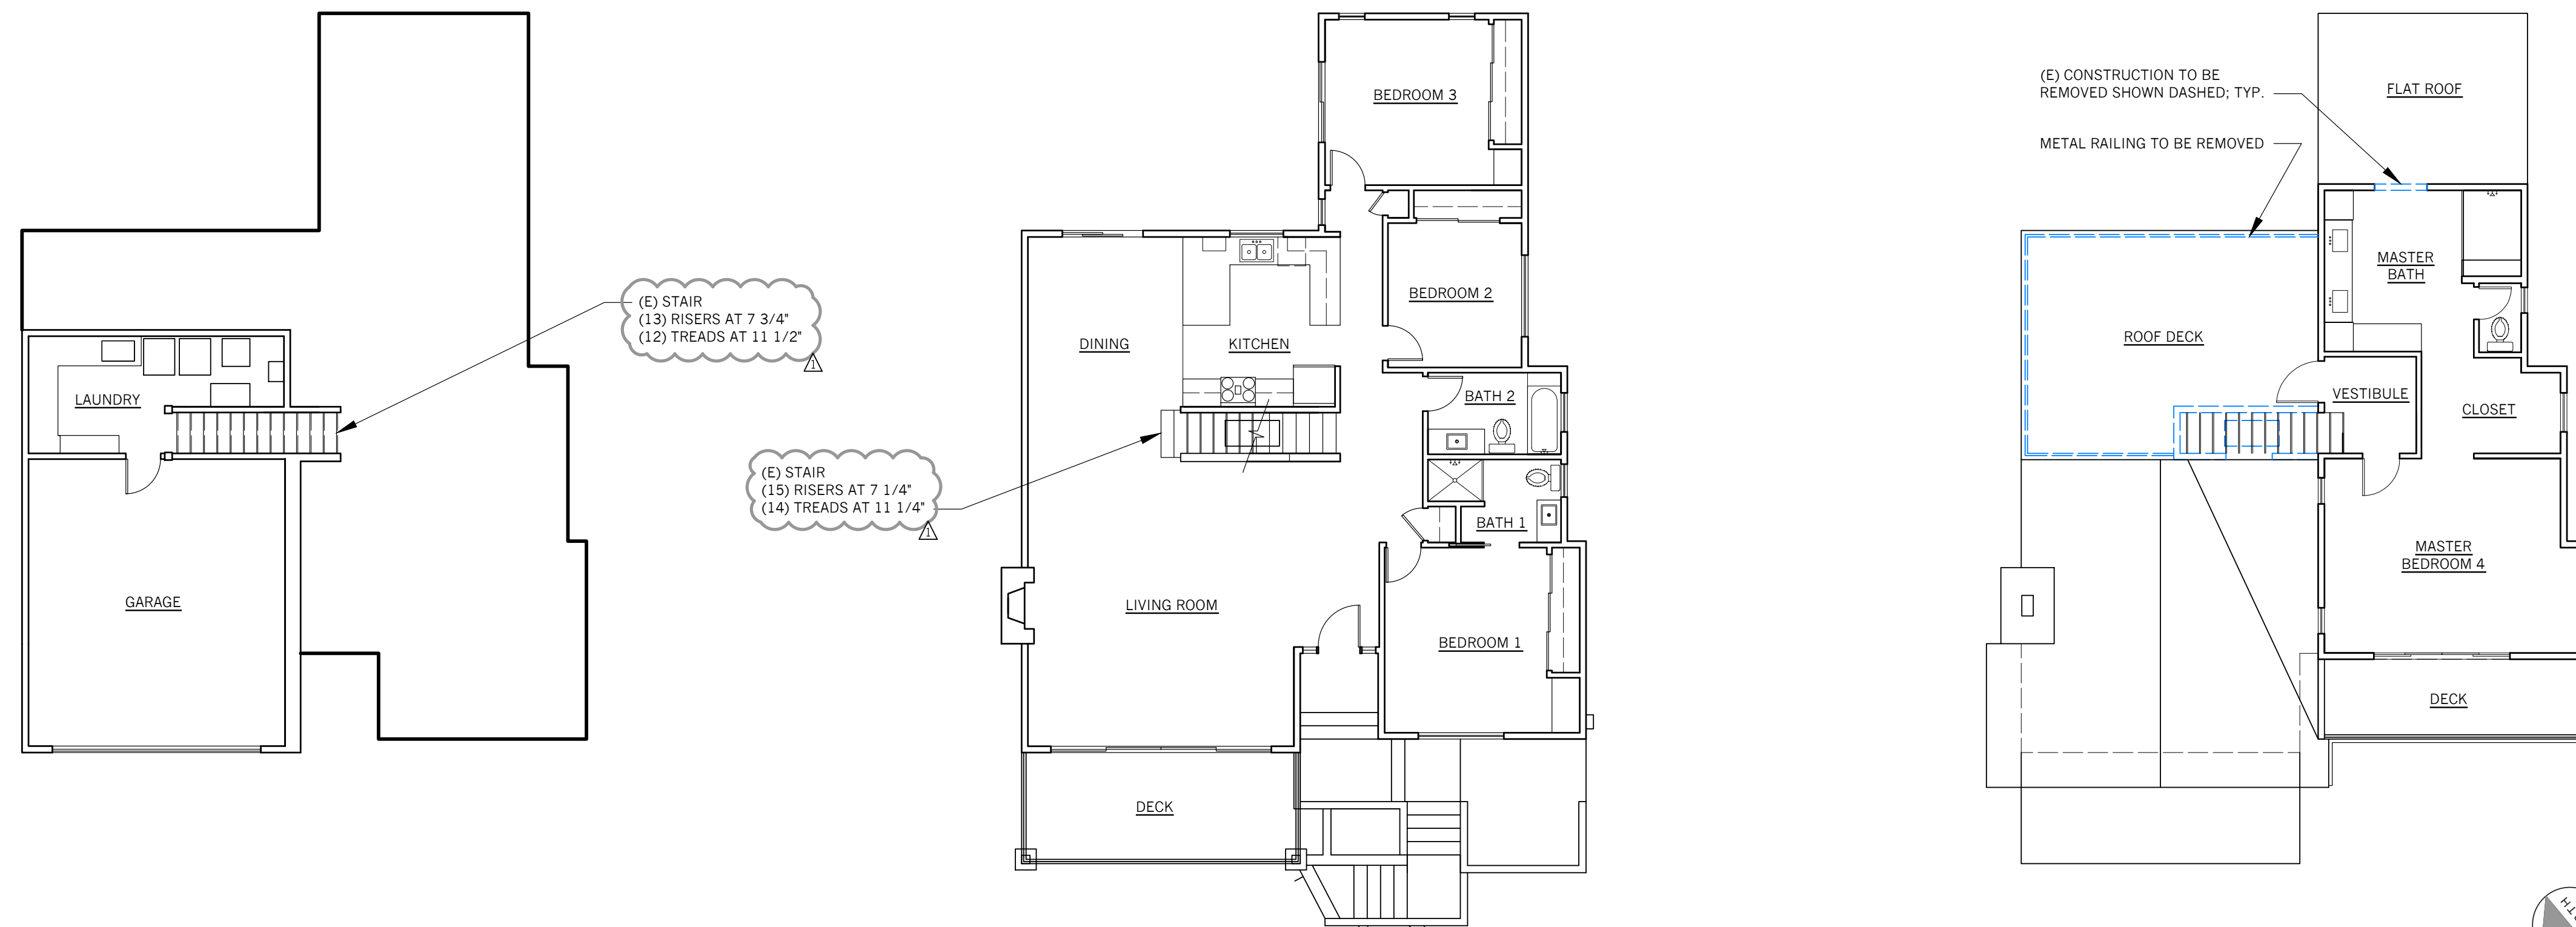 LAUNDRY
GARAGE
(E) STAIR
(13) RISERS AT 7 3/4"
(12) TREADS AT 11 1/2"
1
(E) STAIR
(15) RISERS AT 7 1/4"
(14) TREADS AT 11 1/4"
1
BEDROOM 3
BEDROOM 2
DINING
KITCHEN
BATH 2
BATH 1
LIVING ROOM
BEDROOM 1
DECK
(E) CONSTRUCTION TO BE
REMOVED SHOWN DASHED; TYP.
METAL RAILING TO BE REMOVED
FLAT ROOF
MASTER
BATH
ROOF DECK
VESTIBULE
CLOSET
MASTER
BEDROOM 4
DECK